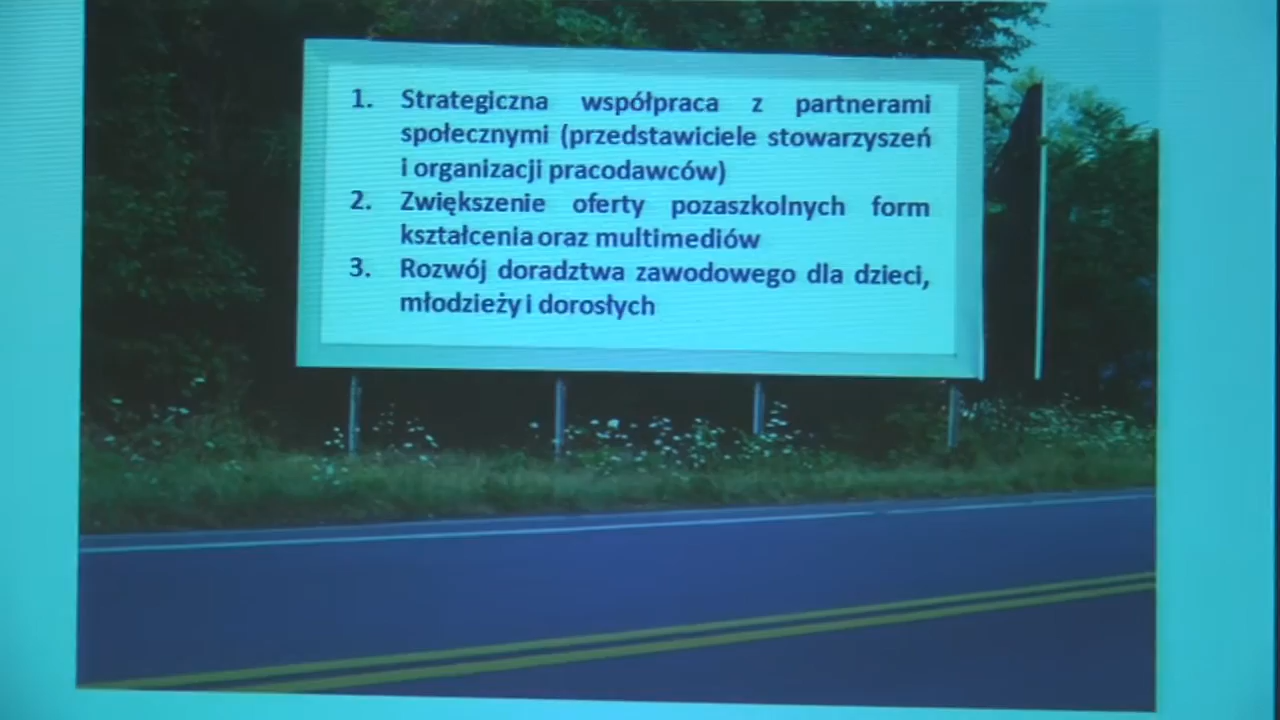 1. Strategiczna współpraca z partnerami
społecznymi (przedstawiciele stowarzyszeń
i organizacji pracodawców)
2. Zwiększenie oferty pozaszkolnych form
kształcenia oraz multimediów
3. Rozwój doradztwa zawodowego dla dzieci,
młodzieży i dorosłych